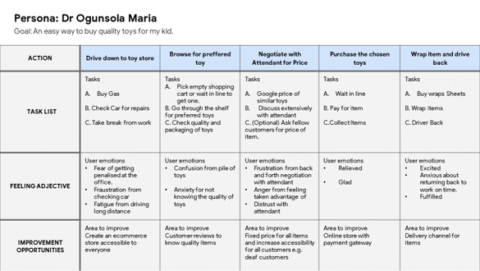 Persona: Dr Ogunsola Maria
Goal: An easy way to buy quality toys for my kid.
ACTION
Drive down to toy store
Browse for preffered
toy
Negotiate with
Attendant for Price
Purchase the chosen
toys
Wrap item and drive
back
TASK LIST
Tasks
A. Buy Gas
B. Check Car for repairs
C. Take break from work
Tasks
A. Pick empty shopping
cart or wait in line to
get one.
B. Go through the shelf
for preferred toys
C. Check quality and
packaging of toys
Tasks
A. Google price of
similar toys
B. Discuss extensively
with attendant
C. (Optional) Ask fellow
customers for price of
item.
Tasks
A. Wait in line
B. Pay for item
C.Collect Items
Tasks
A. Buy wraps Sheets
B. Wrap items
C. Driver Back
FEELING ADJECTIVE
User emotions
• Fear of getting
penalised at the
office.
• Fraustration from
checking car
• Fatigue from driving
long distance
User emotions
• Confusion from pile of
toys
• Anxiety for not
knowing the quality of
toys
User emotions
• Frustration from back
and forth negotiation
with attendant
• Anger from feeling
taken advantage of
• Distrust with
attendant
User emotions
• Relieved
• Glad
User emotions
• Excited
• Anxious about
returning back to
work on time.
• Fulfilled
IMPROVEMENT
OPPORTUNITIES
Area to improve
Create an ecommerce
store accessible to
everyone
Area to improve
Customer reviews to
know quality items
Area to improve
Fixed price for all items
and increase accessibility
for all customers e.g.
deaf customers
Area to improve
Online store with
payment gateway
Area to improve
Delivery channel for
items